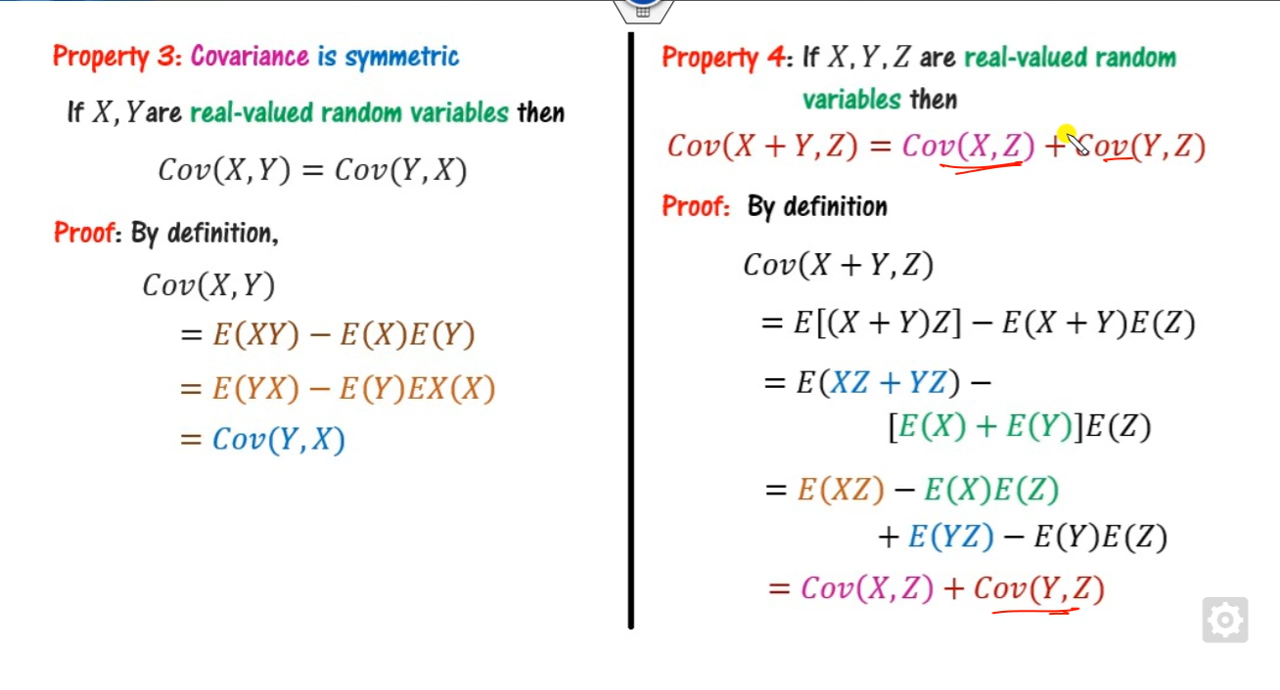 Property 3: Covariance is symmetric
If X, Y are real-valued random variables then
Cov(X, Y) = Cov(Y, X)
Proof: By definition,
Cov(X, Y)
= E(XY) − E(X)E(Y)
= E(YX) − E(Y)EX(X)
= Cov(Y, X)
Property 4: If X, Y, Z are real-valued random
variables then
Cov(X + Y, Z) = Cov(X, Z) + Cov(Y, Z)
Proof: By definition
Cov(X + Y, Z)
= E[(X + Y)Z] − E(X + Y)E(Z)
= E(XZ + YZ) −
[E(X) + E(Y)]E(Z)
= E(XZ) − E(X)E(Z)
+ E(YZ) − E(Y)E(Z)
= Cov(X, Z) + Cov(Y, Z)